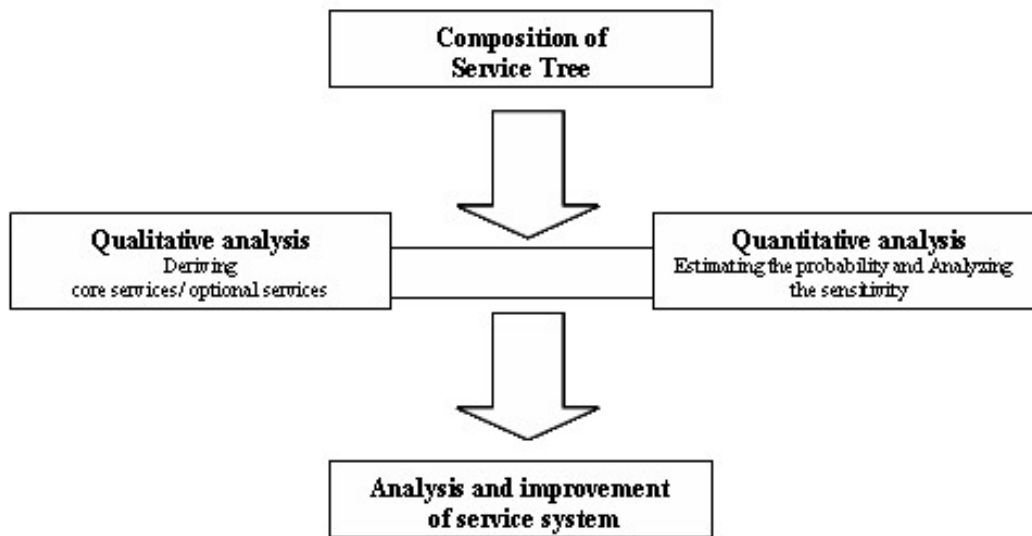 Composition of
Service Tree
Qualitative analysis
Deriving
core services/ optional services
Quantitative analysis
Estimating the probability and Analyzing
the sensitivity
Analysis and improvement
of service system